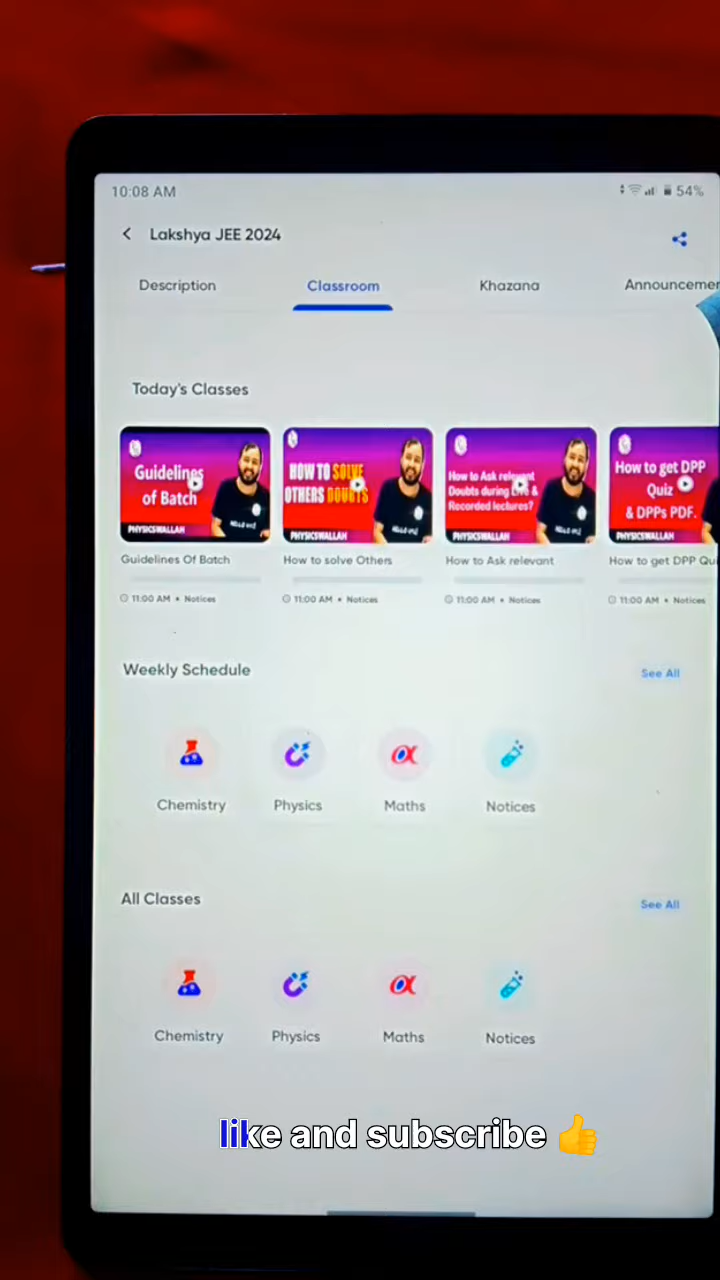 10:08 AM
54%
Lakshya JEE 2024
Description
Classroom
Khazana
Announcemen
Today's Classes
Guidelines
of Batch
PHYSICSWALLAH
HOW TO SOLVE
OTHERS DOUBTS
PHYSICSWALLAH
How to Ask relevant
Doubts during Live &
Recorded lectures?
PHYSICSWALLAH
How to get DPP
Quiz
& DPPs PDF.
PHYSICSWALLAH
Guidelines Of Batch
How to solve Others
How to Ask relevant
How to get DPP Qu
11:00 AM • Notices
11:00 AM • Notices
11:00 AM • Notices
11:00 AM • Notices
Weekly Schedule
See All
Chemistry
Physics
Maths
Notices
All Classes
See All
Chemistry
Physics
Maths
Notices
like and subscribe 👍